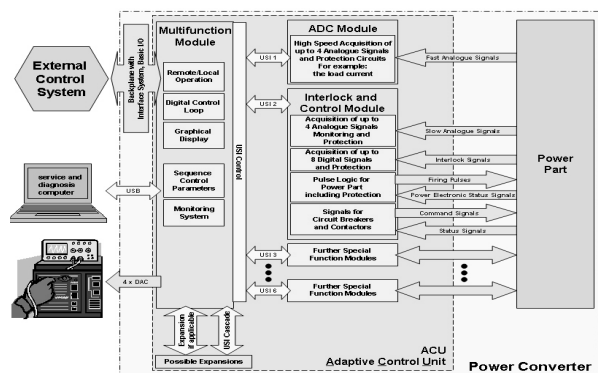 External
Control
System
Backplane with
Interface System, Basic I/O
Multifunction
Module
Remote/Local
Operation
Digital Control
Loop
Graphical
Display
Sequence
Control
Parameters
Monitoring
System
USI Control
service and
diagnosis
computer
USB
4 x DAC
Expansion
if applicable
USI Cascade
Possible Expansions
USI 1
USI 2
USI 3
USI 6
ADC Module
High Speed Acquisition of
up to 4 Analogue Signals
and Protection Circuits
For example:
the load current
Interlock and
Control Module
Acquisition of up to
4 Analogue Signals
Monitoring and
Protection
Acquisition of up to
8 Digital Signals
and Protection
Pulse Logic for
Power Part
including Protection
Signals for
Circuit Breakers
and Contactors
Further Special
Function Modules
Further Special
Function Modules
Fast Analogue Signals
Slow Analogue Signals
Interlock Signals
Firing Pulses
Power Electronic Status Signals
Command Signals
Status Signals
Power
Part
ACU
Adaptive Control Unit
Power Converter